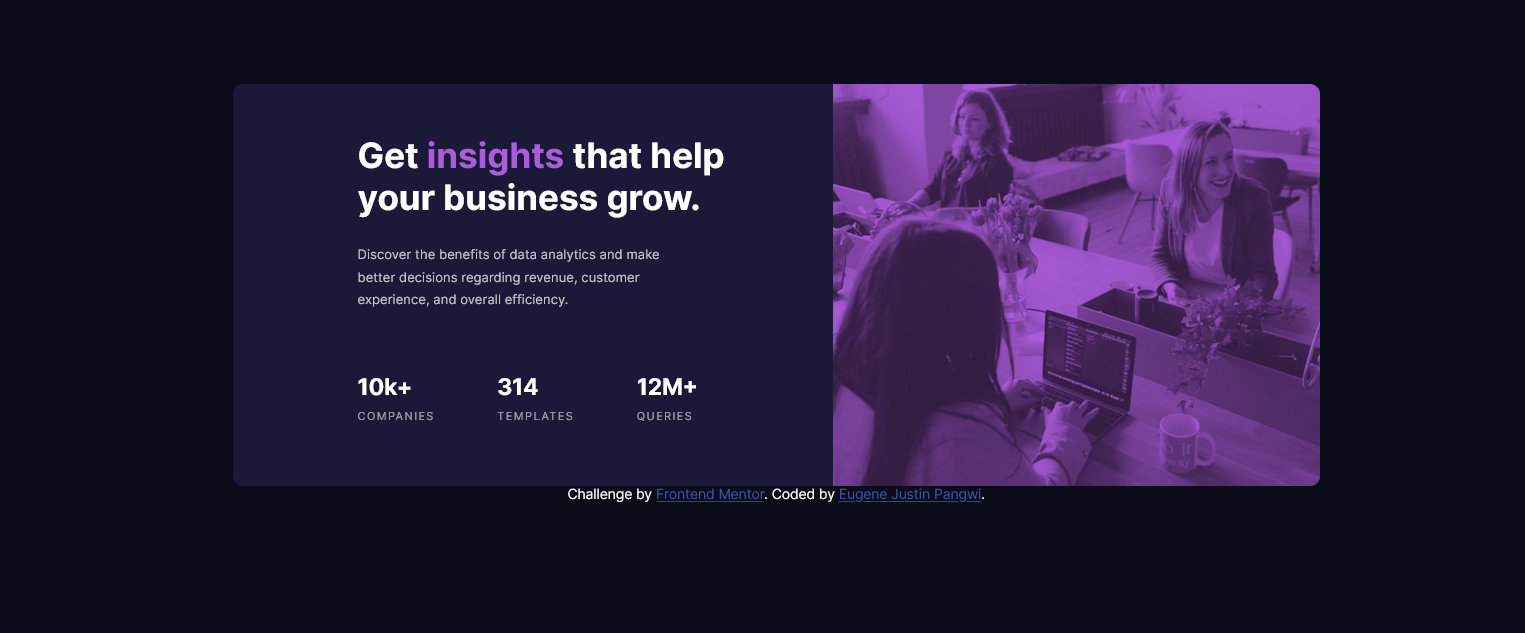 Get insights that help
your business grow.
Discover the benefits of data analytics and make
better decisions regarding revenue, customer
experience, and overall efficiency.
10k+ 314 12M+
COMPANIES TEMPLATES QUERIES
Challenge by Frontend Mentor. Coded by Eugene Justin Pangwi.